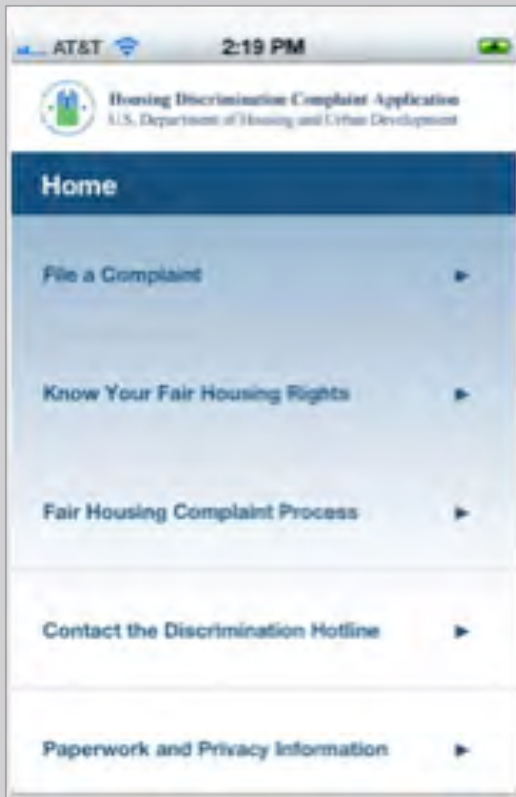 AT&T 2:19 PM
Housing Discrimination Complaint Application
U.S. Department of Housing and Urban Development
Home
File a Complaint
Know Your Fair Housing Rights
Fair Housing Complaint Process
Contact the Discrimination Hotline
Paperwork and Privacy Information